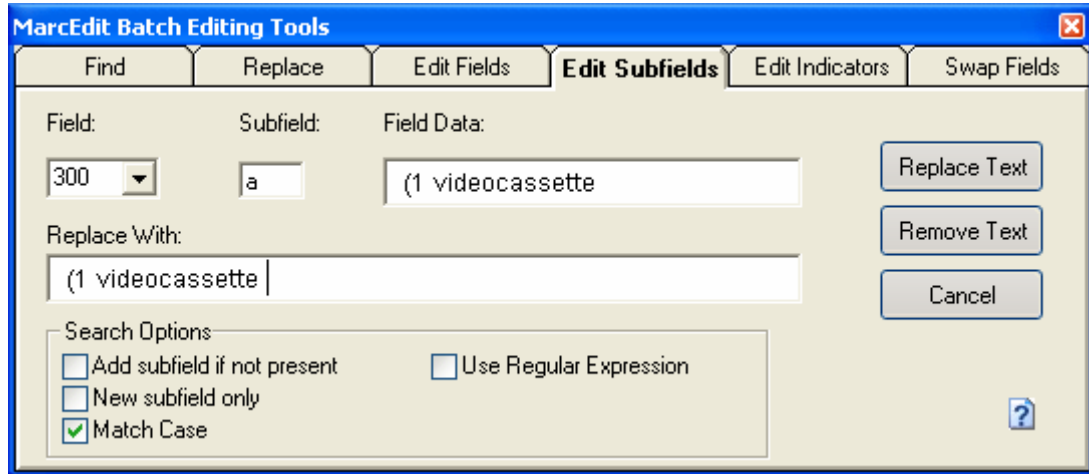 MarcEdit Batch Editing Tools
Find Replace Edit Fields Edit Subfields Edit Indicators Swap Fields
Field: Subfield: Field Data:
300 a (1 videocassette
Replace Text
Replace With:
Remove Text
(1 videocassette
Cancel
Search Options
Add subfield if not present Use Regular Expression
New subfield only
Match Case
?